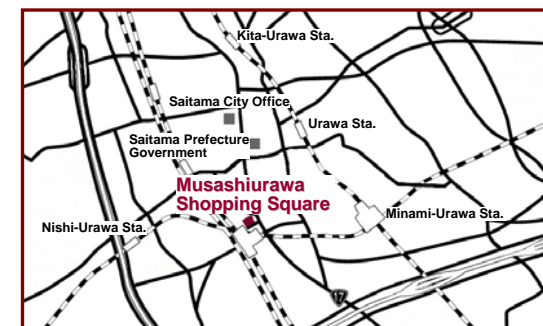 Kita-Urawa Sta.
Saitama City Office
Urawa Sta.
Saitama Prefecture
Government
Musashiurawa
Shopping Square
Minami-Urawa Sta.
Nishi-Urawa Sta.
17